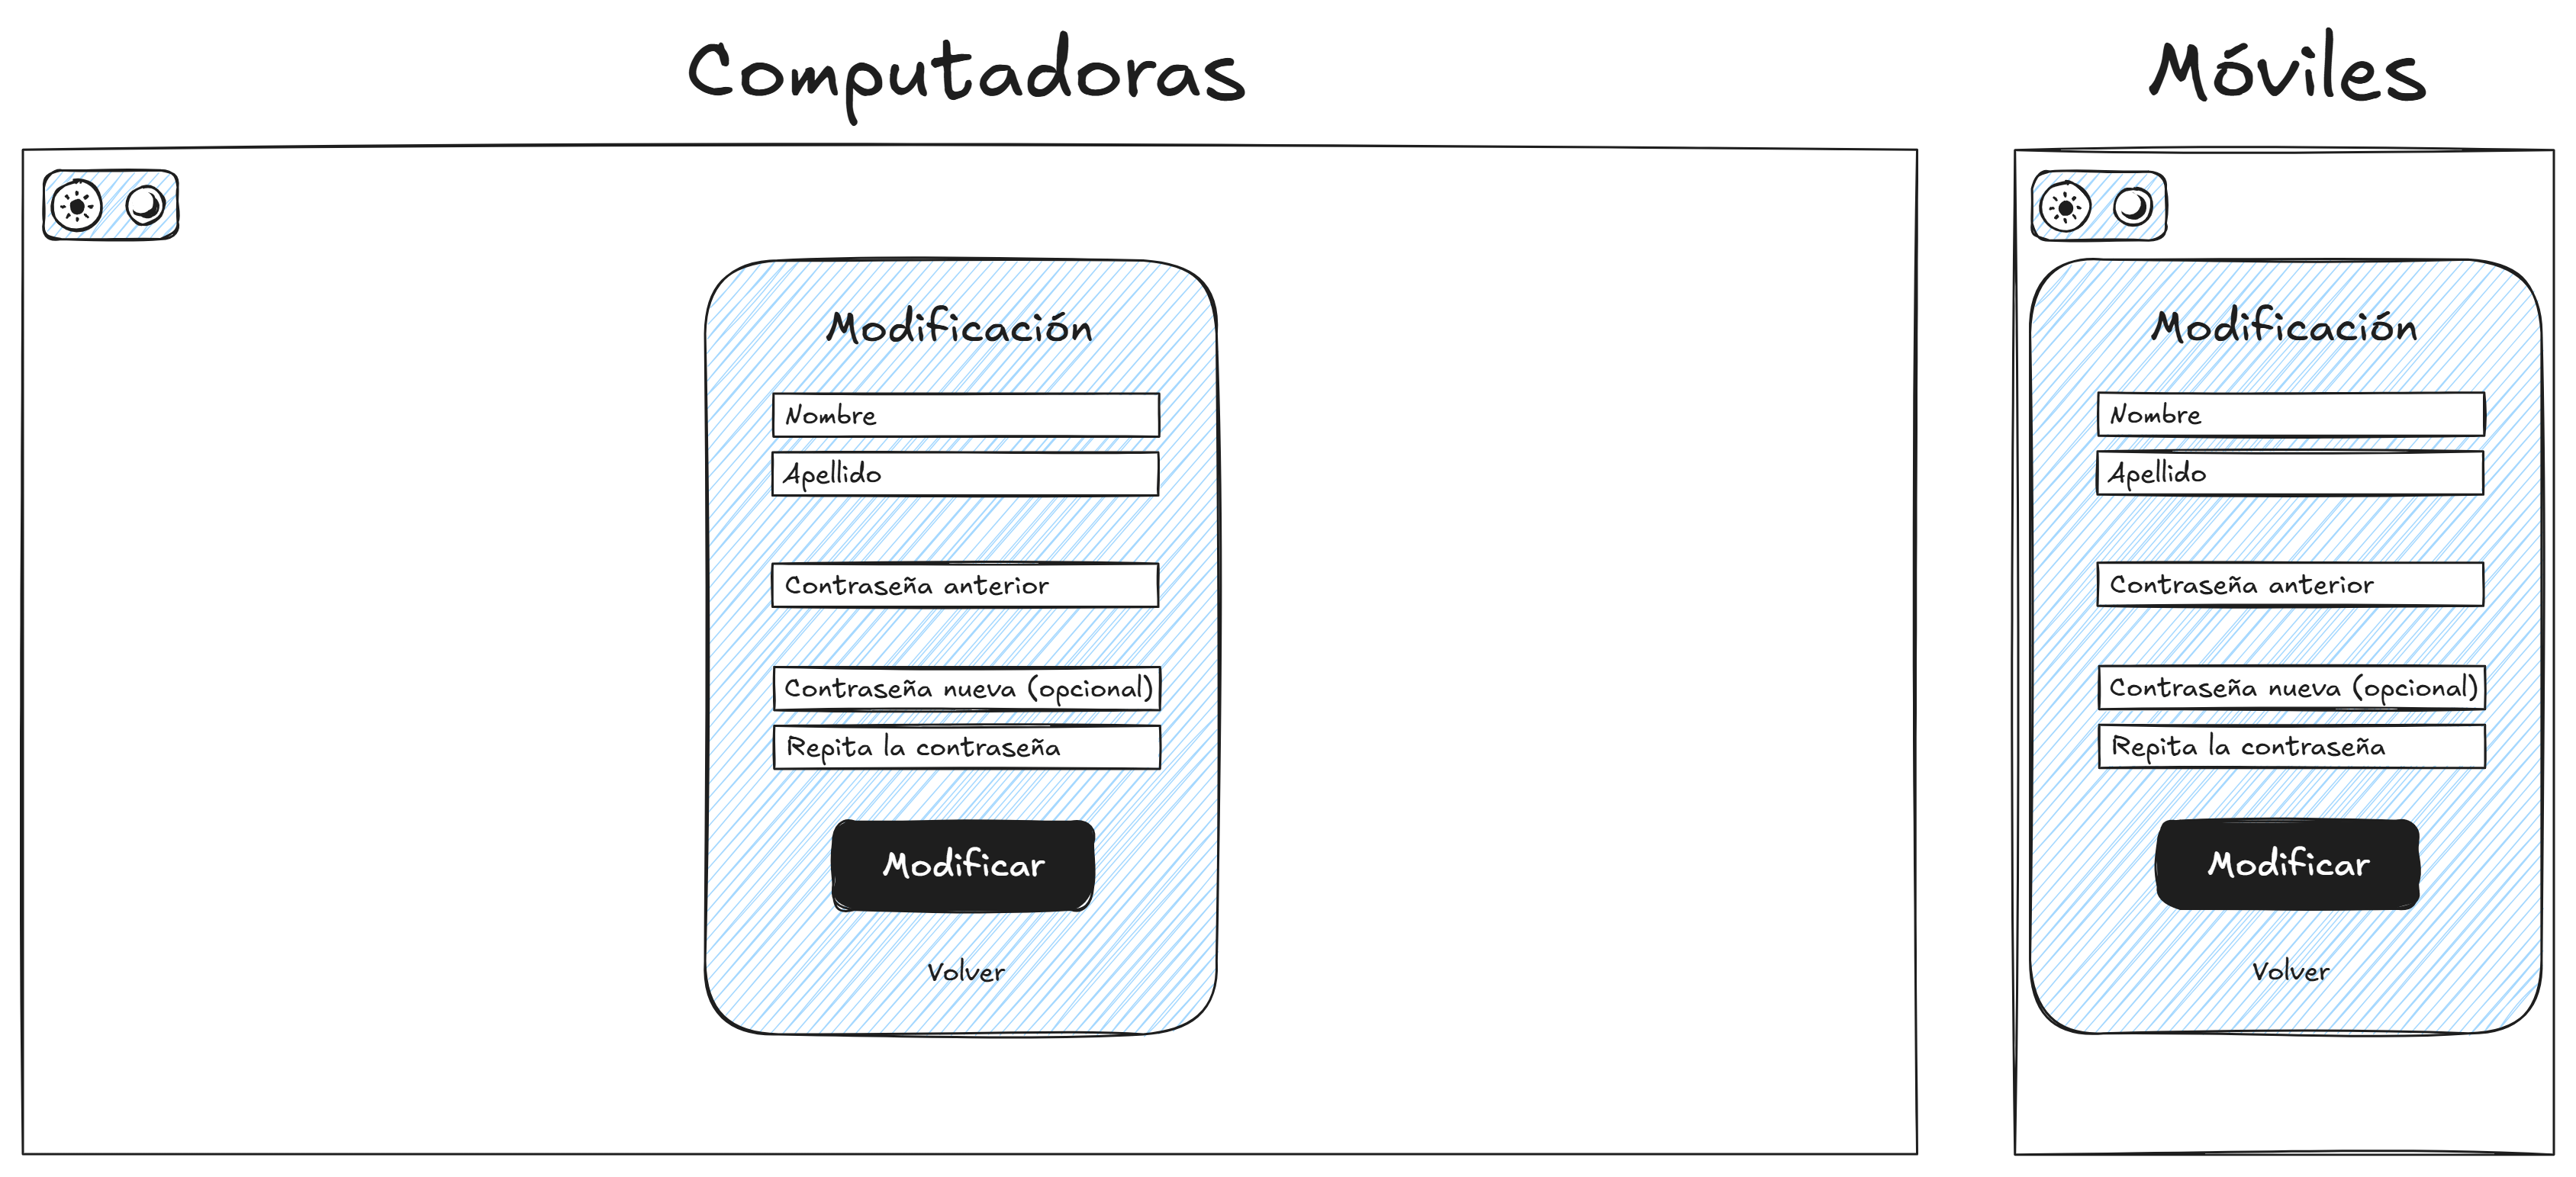 Computadoras
Modificación
Nombre
Apellido
Contraseña anterior
Contraseña nueva (opcional)
Repita la contraseña
Modificar
Volver
Móviles
Modificación
Nombre
Apellido
Contraseña anterior
Contraseña nueva (opcional)
Repita la contraseña
Modificar
Volver